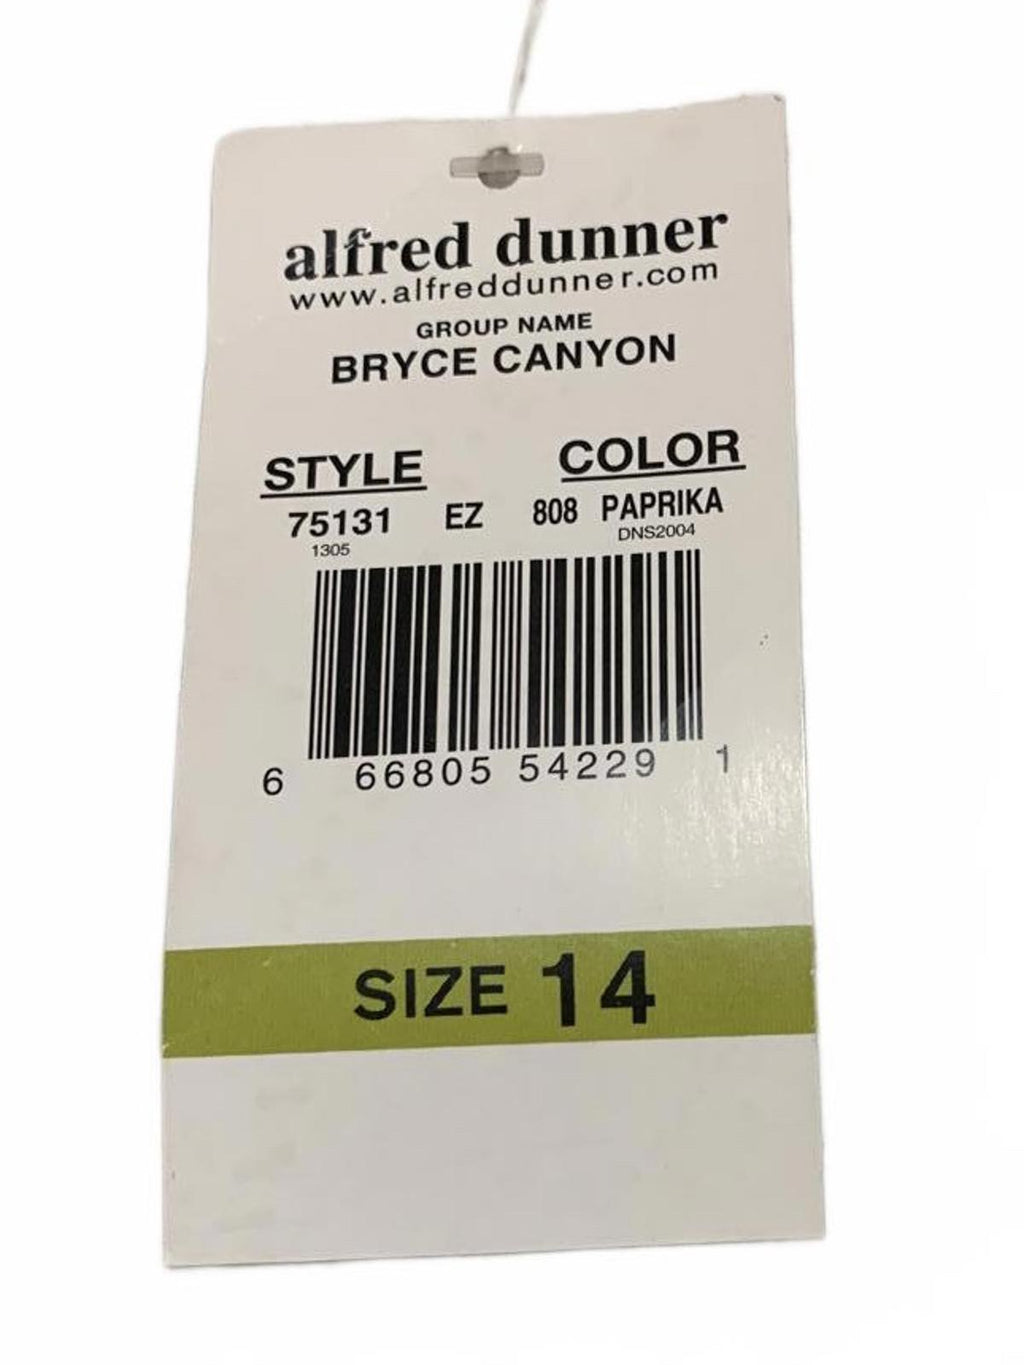 alfred dunner
www.alfreddunner.com
GROUP NAME
BRYCE CANYON
STYLE COLOR
75131 EZ 808 PAPRIKA
1305 DNS2004
6 66805 54229 1
SIZE 14